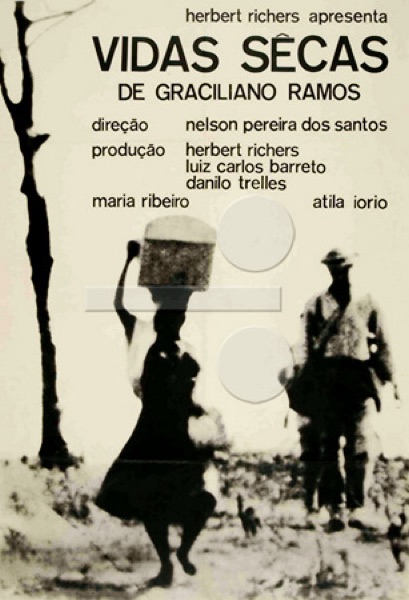 herbert richers apresenta
VIDAS SÊCAS
DE GRACILIANO RAMOS
direção nelson pereira dos santos
produção herbert richers
luiz carlos barreto
danilo trelles
maria ribeiro atila iorio